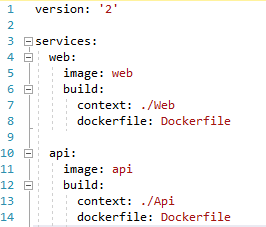 1 version: '2'
2
3 services:
4   web:
5     image: web
6     build:
7       context: ./Web
8       dockerfile: Dockerfile
9
10   api:
11     image: api
12     build:
13       context: ./Api
14       dockerfile: Dockerfile